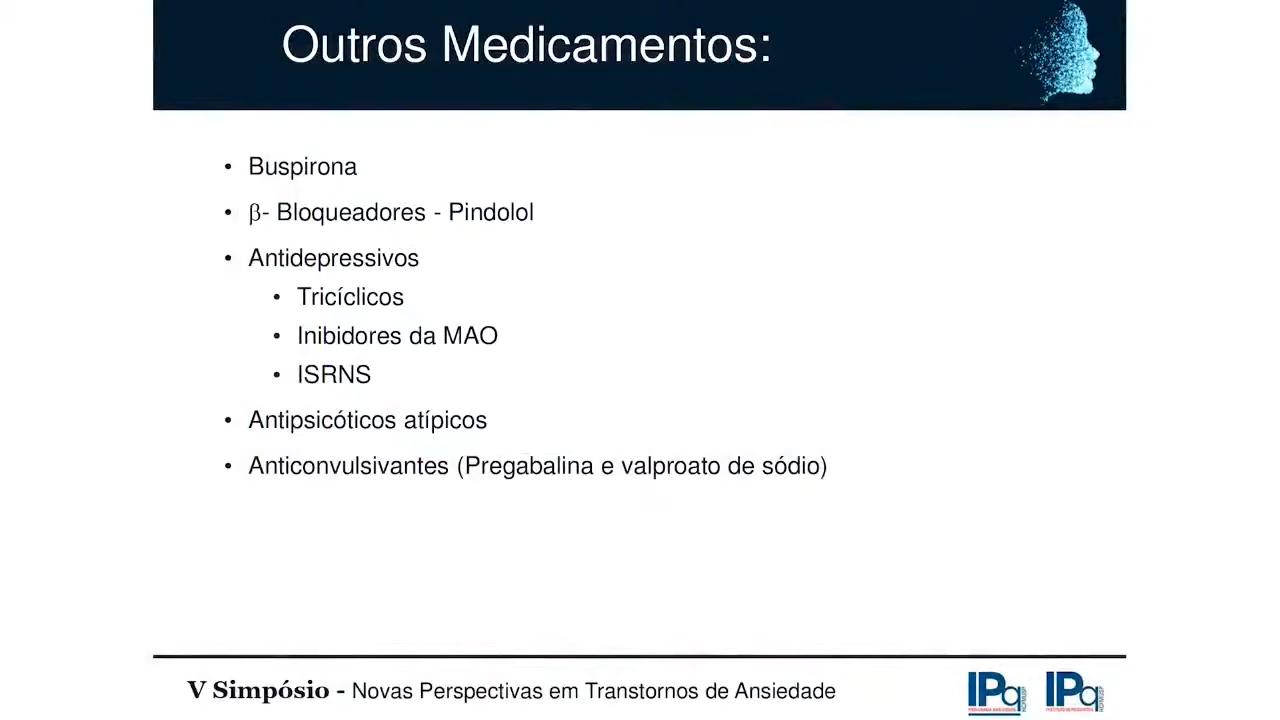 Outros Medicamentos:
• Buspirona
• β- Bloqueadores - Pindolol
• Antidepressivos
• Tricíclicos
• Inibidores da MAO
• ISRNS
• Antipsicóticos atípicos
• Anticonvulsivantes (Pregabalina e valproato de sódio)
V Simpósio - Novas Perspectivas em Transtornos de Ansiedade
IPq IPq